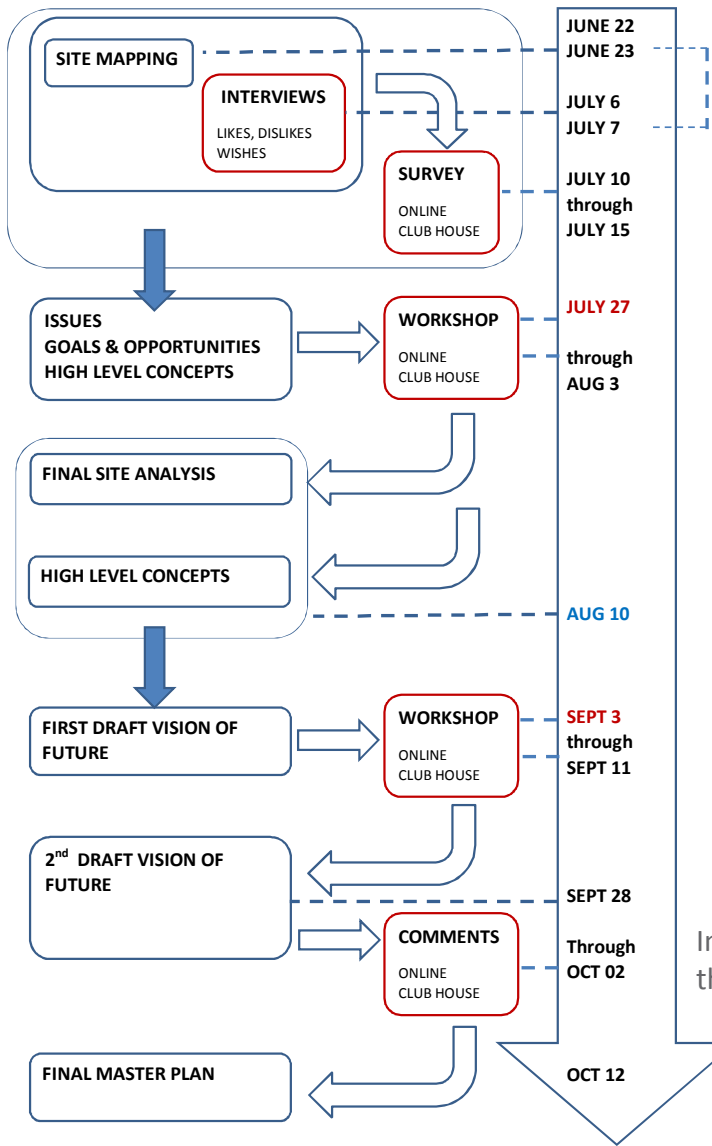 JUNE 22
SITE MAPPING
JUNE 23
INTERVIEWS
LIKES, DISLIKES
WISHES
JULY 6
JULY 7
SURVEY
ONLINE
CLUB HOUSE
JULY 10
through
JULY 15
ISSUES
GOALS & OPPORTUNITIES
HIGH LEVEL CONCEPTS
WORKSHOP
ONLINE
CLUB HOUSE
JULY 27
through
AUG 3
FINAL SITE ANALYSIS
HIGH LEVEL CONCEPTS
AUG 10
FIRST DRAFT VISION OF
FUTURE
WORKSHOP
ONLINE
CLUB HOUSE
SEPT 3
through
SEPT 11
2nd DRAFT VISION OF
FUTURE
SEPT 28
COMMENTS
ONLINE
CLUB HOUSE
Through
OCT 02
FINAL MASTER PLAN
OCT 12